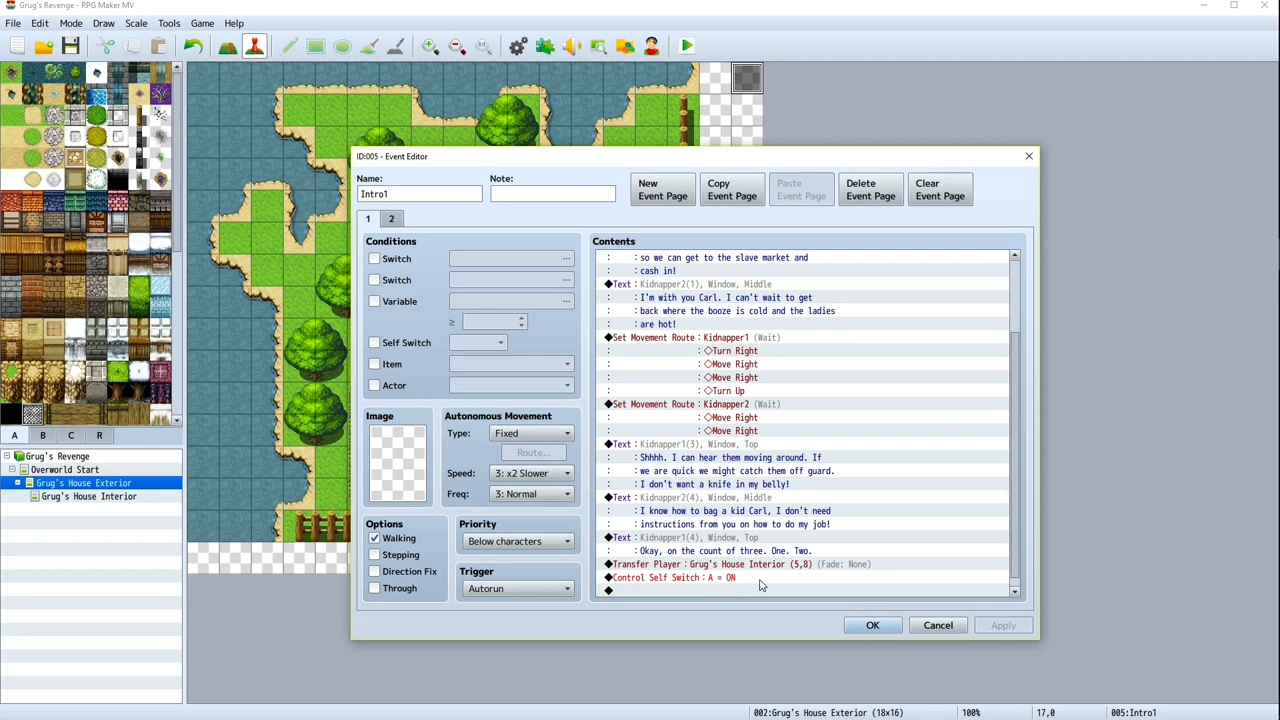 Grug's Revenge - RPG Maker MV
File Edit Mode Draw Scale Tools Game Help
ID:005 - Event Editor
Name: Note:
Intro1
New Event Page
Copy Event Page
Paste Event Page
Delete Event Page
Clear Event Page
1 2
Conditions
Switch ...
Switch ...
Variable ...
≥
Self Switch
Item
Actor
Image
Autonomous Movement
Type: Fixed
Route...
Speed: 3: x2 Slower
Freq: 3: Normal
Options
Walking
Stepping
Direction Fix
Through
Priority
Below characters
Trigger
Autorun
Contents
: :so we can get to the slave market and
: :cash in!
◆Text：Kidnapper2(1), Window, Middle
: :I'm with you Carl. I can't wait to get
: :back where the booze is cold and the ladies
: :are hot!
◆Set Movement Route：Kidnapper1 (Wait)
: :◇Turn Right
: :◇Move Right
: :◇Move Right
: :◇Turn Up
◆Set Movement Route：Kidnapper2 (Wait)
: :◇Move Right
: :◇Move Right
◆Text：Kidnapper1(3), Window, Top
: :Shhhh. I can hear them moving around. If
: :we are quick we might catch them off guard.
: :I don't want a knife in my belly!
◆Text：Kidnapper2(4), Window, Middle
: :I know how to bag a kid Carl, I don't need
: :instructions from you on how to do my job!
◆Text：Kidnapper1(4), Window, Top
: :Okay, on the count of three. One. Two.
◆Transfer Player：Grug's House Interior (5,8) (Fade: None)
◆Control Self Switch：A = ON
◆
OK Cancel Apply
A B C R
Grug's Revenge
Overworld Start
Grug's House Exterior
Grug's House Interior
002:Grug's House Exterior (18x16) 100% 17,0 005:Intro1